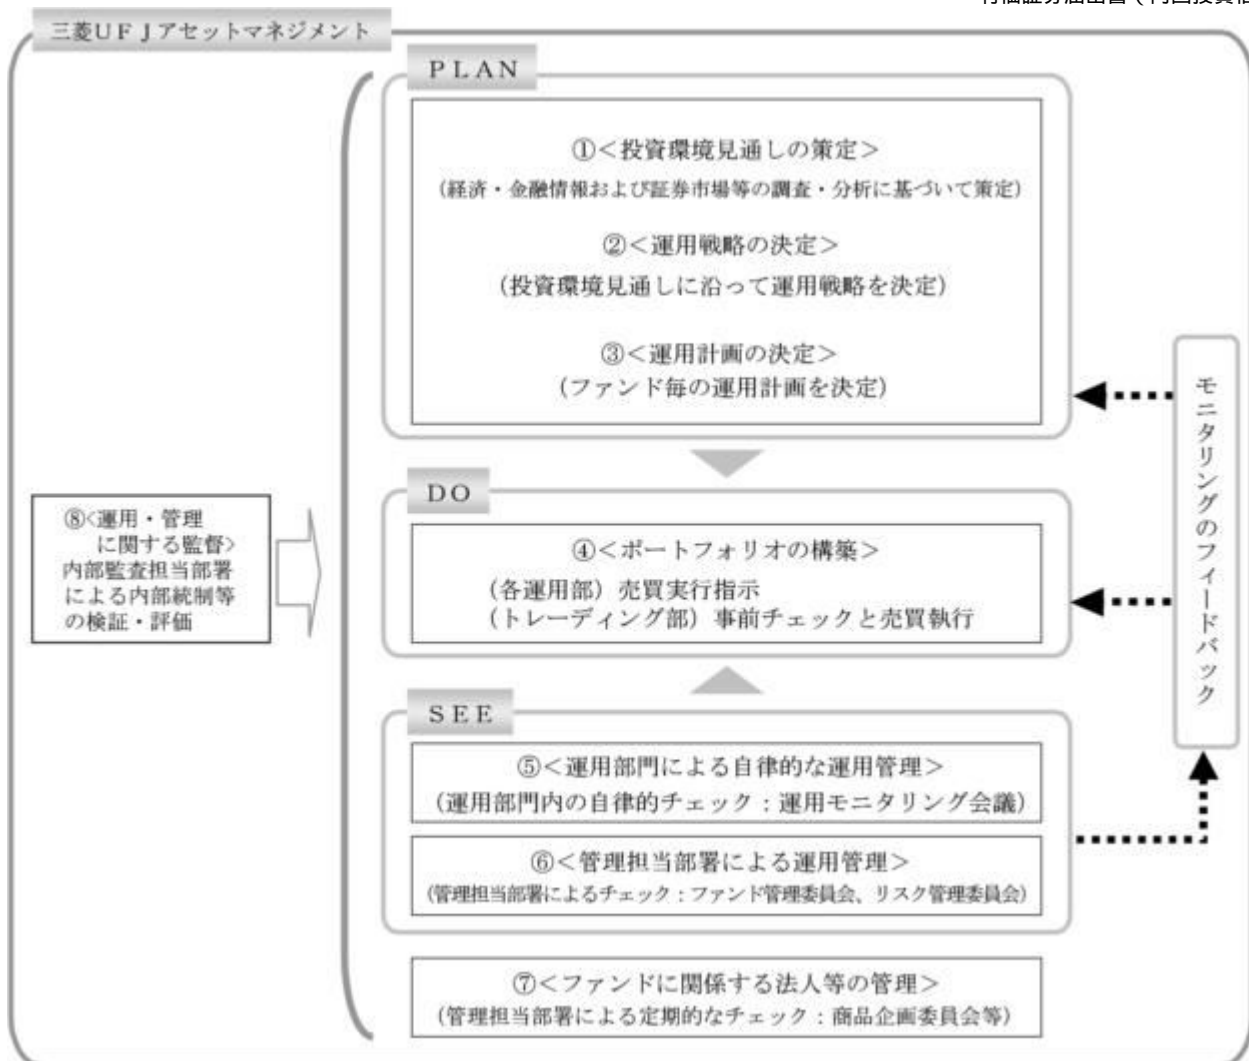 三菱ＵＦＪアセットマネジメント
ＰＬＡＮ
①＜投資環境見通しの策定＞
（経済・金融情報および証券市場等の調査・分析に基づいて策定）
②＜運用戦略の決定＞
（投資環境見通しに沿って運用戦略を決定）
③＜運用計画の決定＞
（ファンド毎の運用計画を決定）
ＤＯ
④＜ポートフォリオの構築＞
（各運用部）売買実行指示
（トレーディング部）事前チェックと売買執行
ＳＥＥ
⑤＜運用部門による自律的な運用管理＞
（運用部門内の自律的チェック：運用モニタリング会議）
⑥＜管理担当部署による運用管理＞
（管理担当部署によるチェック：ファンド管理委員会、リスク管理委員会）
⑦＜ファンドに関係する法人等の管理＞
（管理担当部署による定期的なチェック：商品企画委員会等）
⑧＜運用・管理
に関する監督＞
内部監査担当部署
による内部統制等
の検証・評価
モニタリングのフィードバック